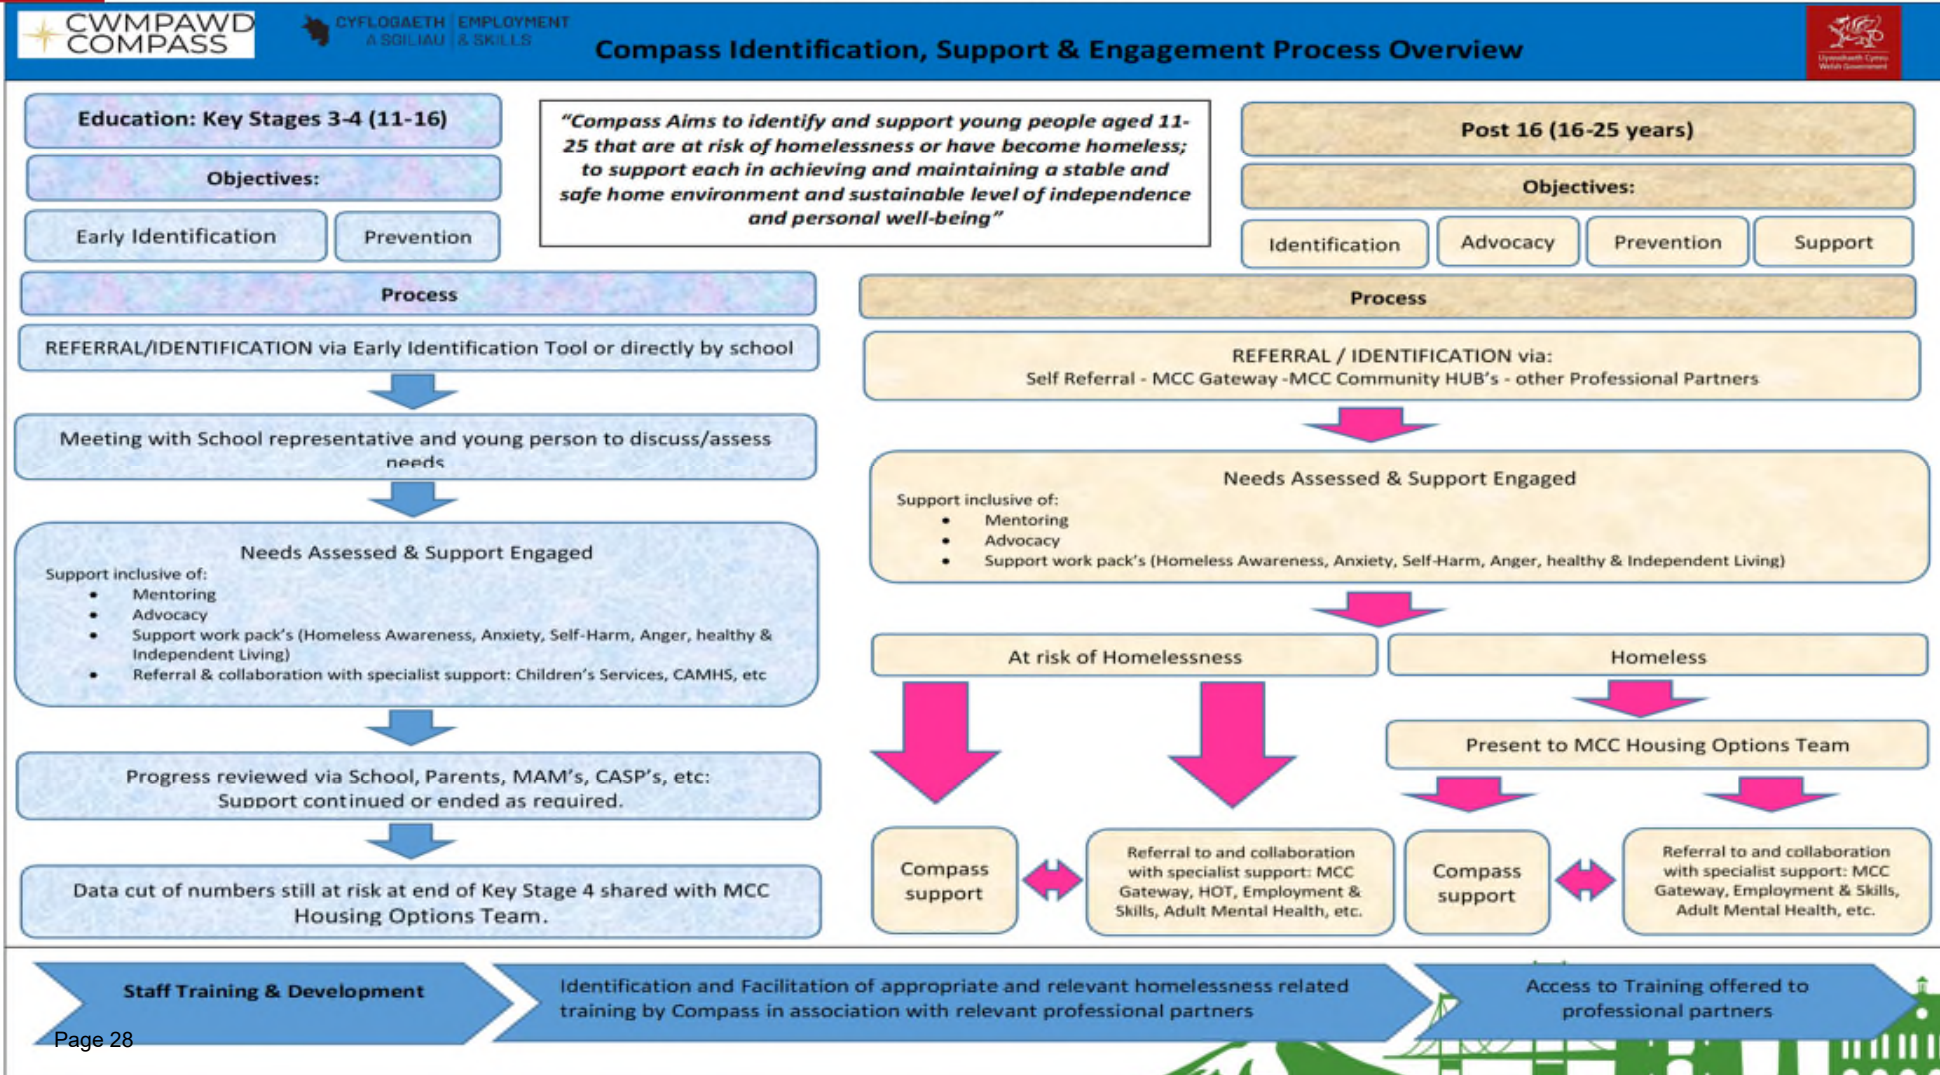 CWMPAWD
COMPASS
CYFLOGAETH | EMPLOYMENT
A SGILIAU | & SKILLS
Compass Identification, Support & Engagement Process Overview
Llywodraeth Cymru
Welsh Government
Education: Key Stages 3-4 (11-16)
Objectives:
Early Identification
Prevention
"Compass Aims to identify and support young people aged 11-
25 that are at risk of homelessness or have become homeless;
to support each in achieving and maintaining a stable and
safe home environment and sustainable level of independence
and personal well-being"
Post 16 (16-25 years)
Objectives:
Identification
Advocacy
Prevention
Support
Process
REFERRAL/IDENTIFICATION via Early Identification Tool or directly by school
Meeting with School representative and young person to discuss/assess
needs
Needs Assessed & Support Engaged
Support inclusive of:
• Mentoring
• Advocacy
• Support work pack's (Homeless Awareness, Anxiety, Self-Harm, Anger, healthy &
Independent Living)
• Referral & collaboration with specialist support: Children's Services, CAMHS, etc
Progress reviewed via School, Parents, MAM's, CASP's, etc:
Support continued or ended as required.
Data cut of numbers still at risk at end of Key Stage 4 shared with MCC
Housing Options Team.
Process
REFERRAL / IDENTIFICATION via:
Self Referral - MCC Gateway -MCC Community HUB's - other Professional Partners
Needs Assessed & Support Engaged
Support inclusive of:
• Mentoring
• Advocacy
• Support work pack's (Homeless Awareness, Anxiety, Self-Harm, Anger, healthy & Independent Living)
At risk of Homelessness
Homeless
Present to MCC Housing Options Team
Compass
support
Referral to and collaboration
with specialist support: MCC
Gateway, HOT, Employment &
Skills, Adult Mental Health, etc.
Compass
support
Referral to and collaboration
with specialist support: MCC
Gateway, Employment & Skills,
Adult Mental Health, etc.
Staff Training & Development
Identification and Facilitation of appropriate and relevant homelessness related
training by Compass in association with relevant professional partners
Access to Training offered to
professional partners
Page 28